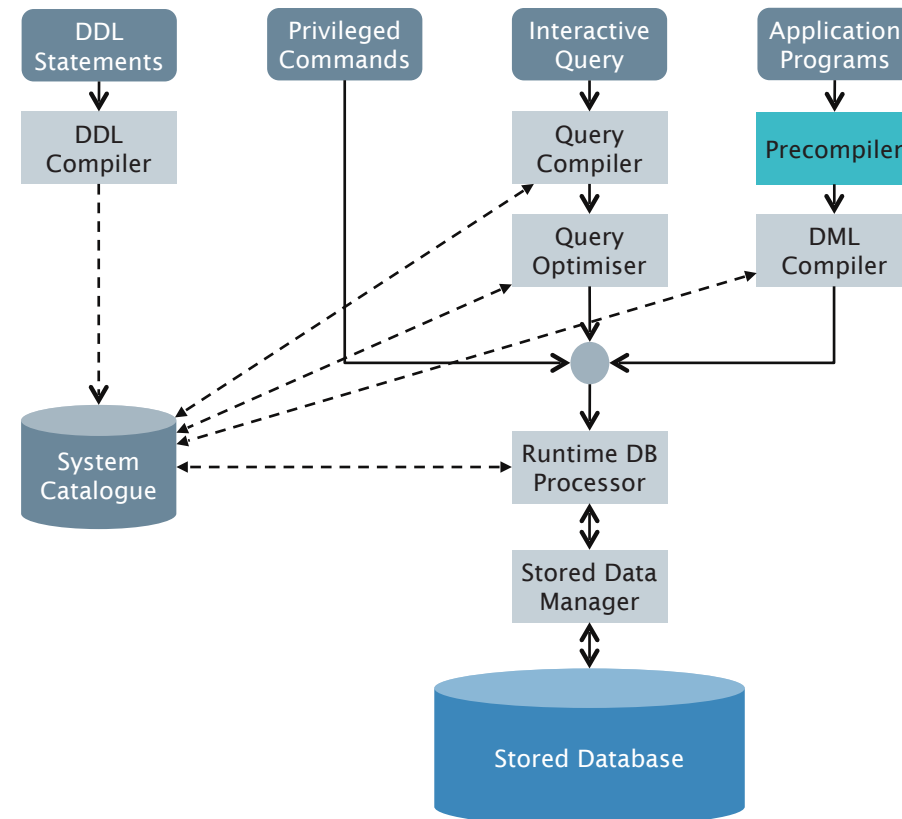 DDL
Statements
Privileged
Commands
Interactive
Query
Application
Programs
DDL
Compiler
Query
Compiler
Precompiler
Query
Optimiser
DML
Compiler
System
Catalogue
Runtime DB
Processor
Stored Data
Manager
Stored Database